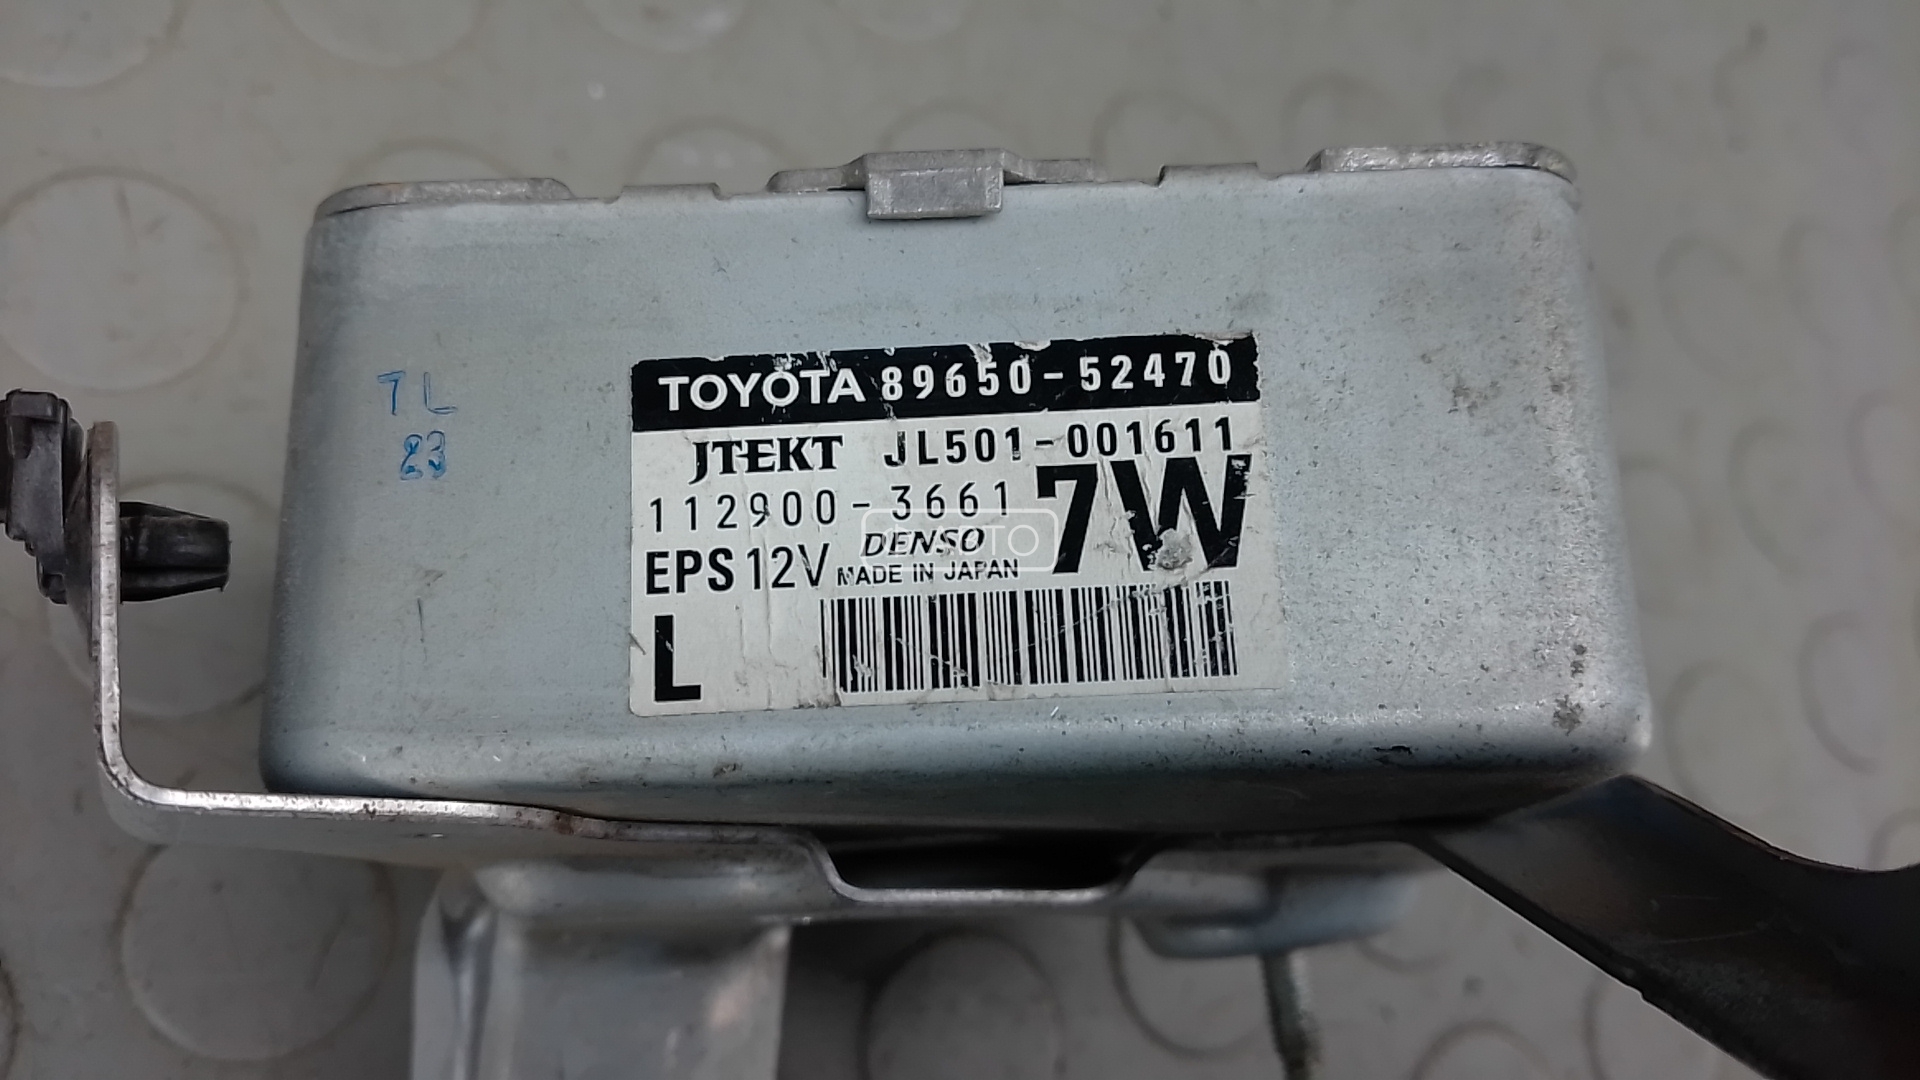 TOYOTA 89650-52470
JTEKT JL501-001611
112900-3661 7W
DENSO
EPS 12V MADE IN JAPAN
L
TL
23